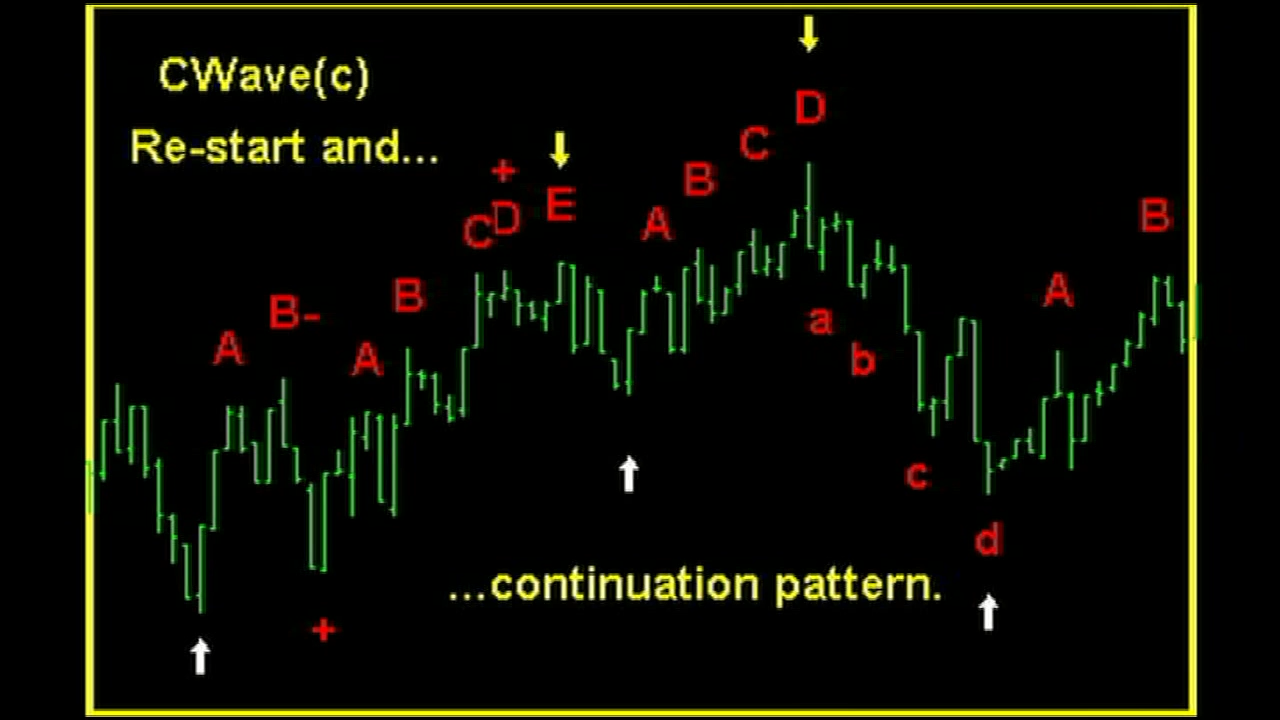 CWave(c)
D
Re-start and...
C
+
B
E
D
A
B
C
A
B
A
B-
a
A
A
b
c
d
...continuation pattern.
+